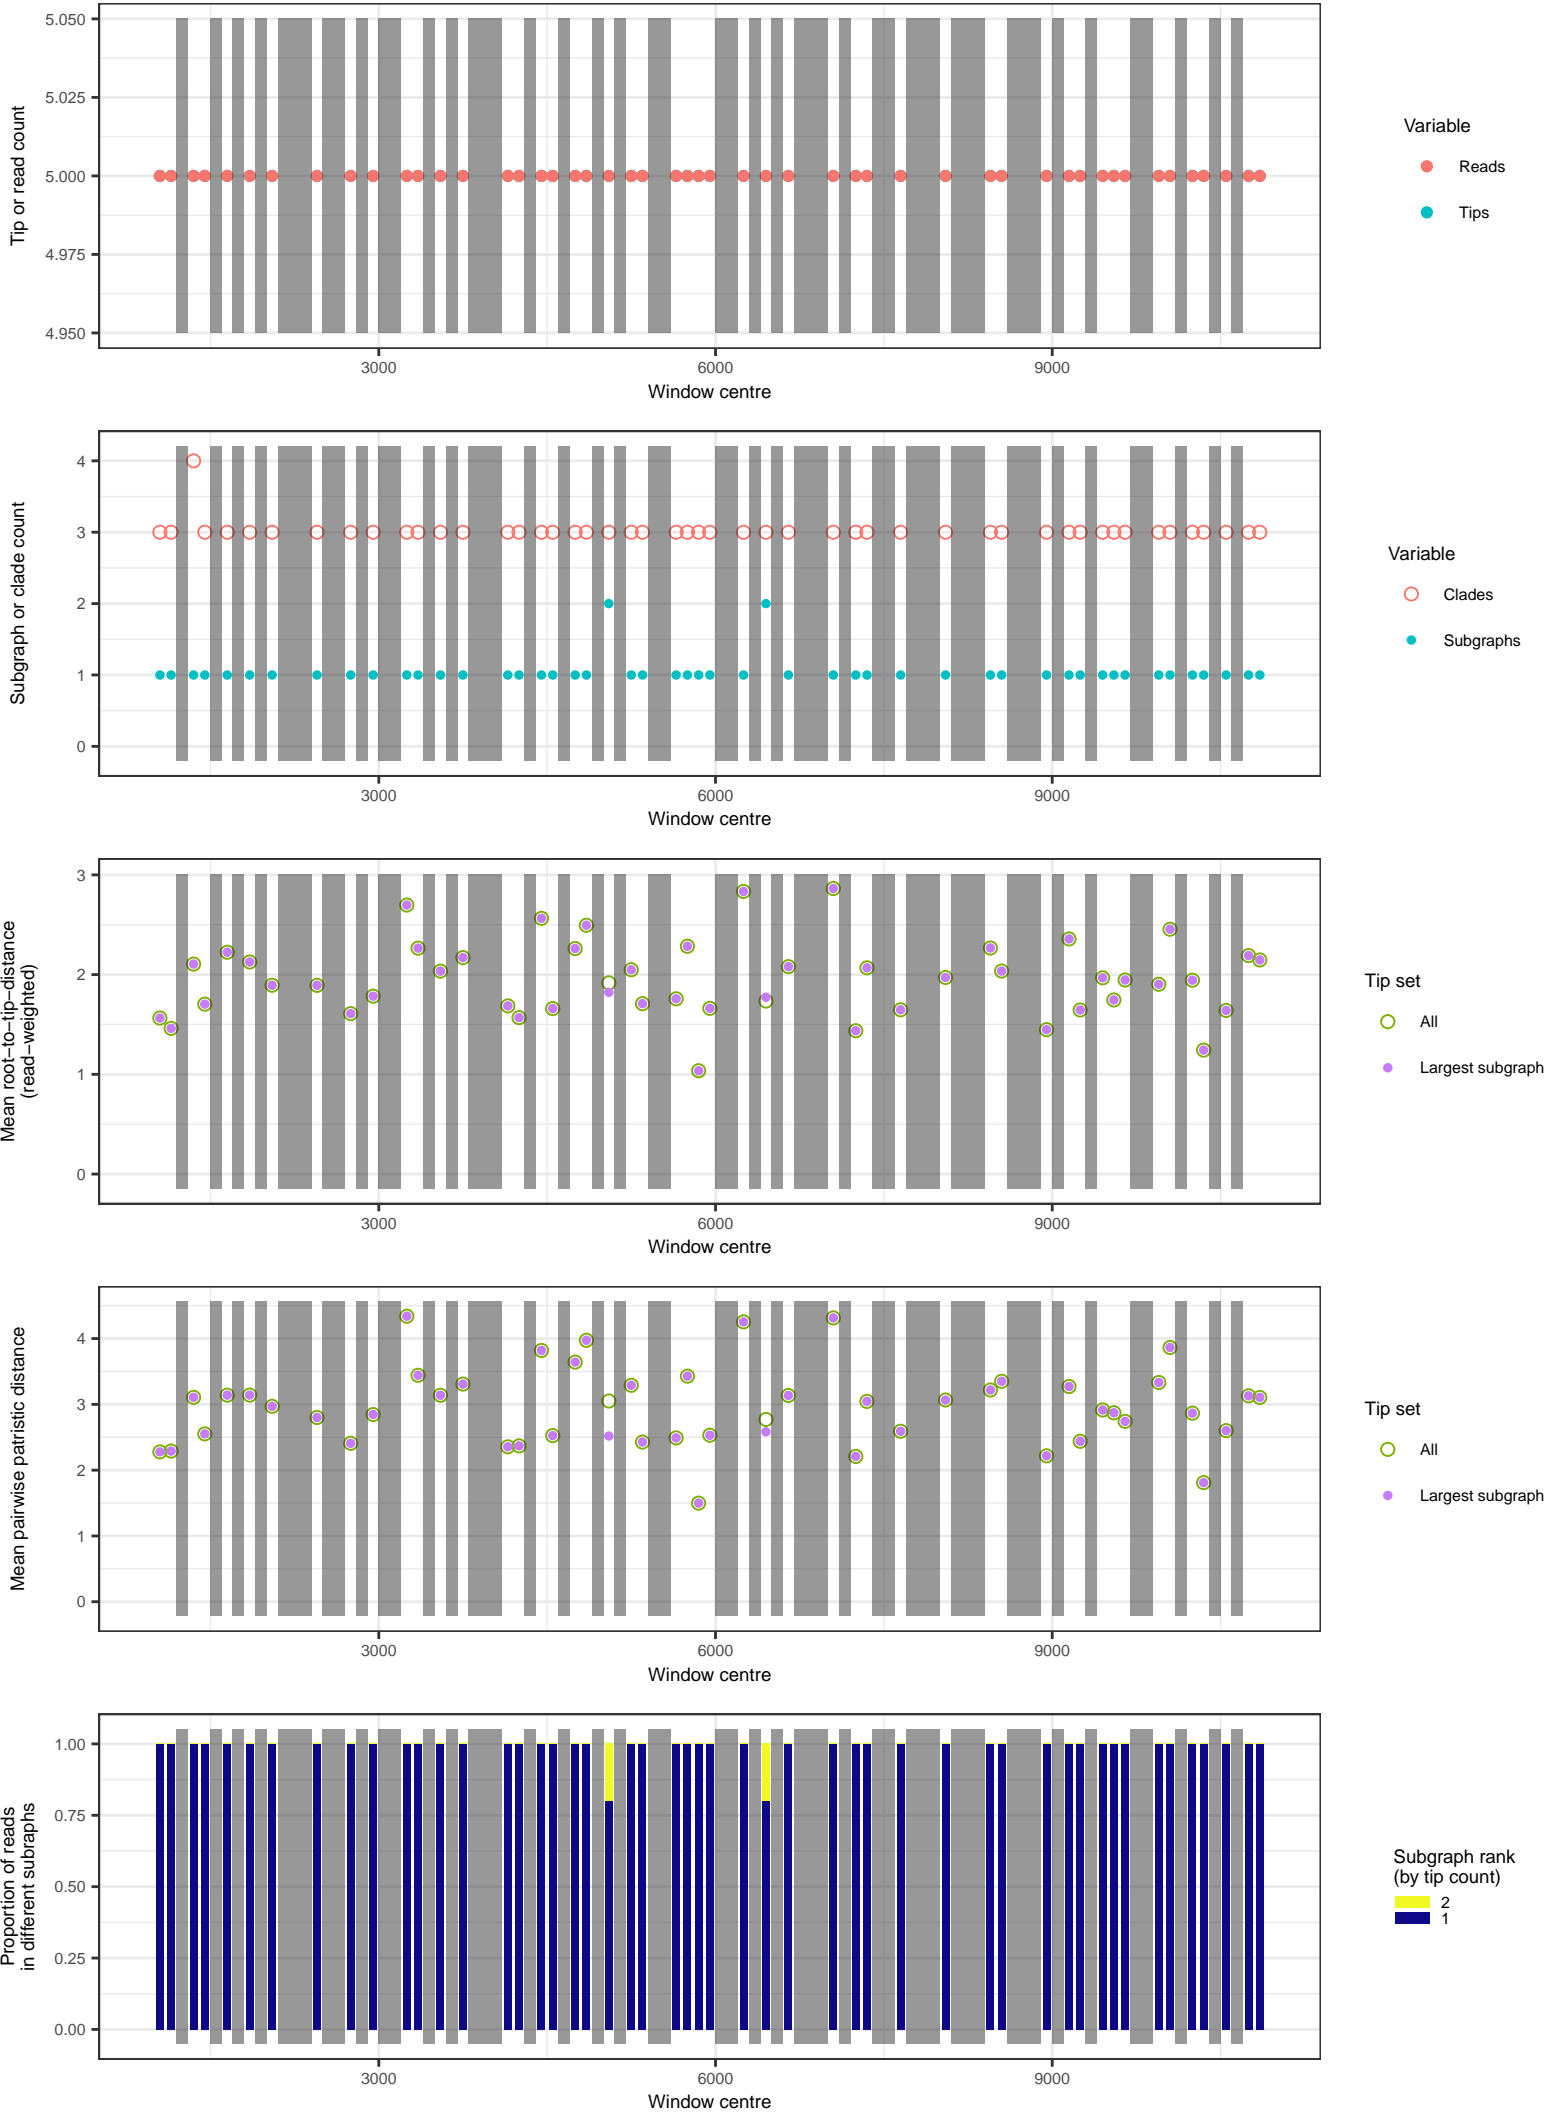 5.050
5.025
5.000
4.975
4.950
Tip or read count
3000
6000
9000
Window centre
Variable
Reads
Tips
4
3
2
1
0
Subgraph or clade count
3000
6000
9000
Window centre
Variable
Clades
Subgraphs
3
2
1
0
Mean root−to−tip−distance
(read−weighted)
3000
6000
9000
Window centre
Tip set
All
Largest subgraph
4
3
2
1
0
Mean pairwise patristic distance
3000
6000
9000
Window centre
Tip set
All
Largest subgraph
1.00
0.75
0.50
0.25
0.00
Proportion of reads
in different subraphs
3000
6000
9000
Window centre
Subgraph rank
(by tip count)
2
1